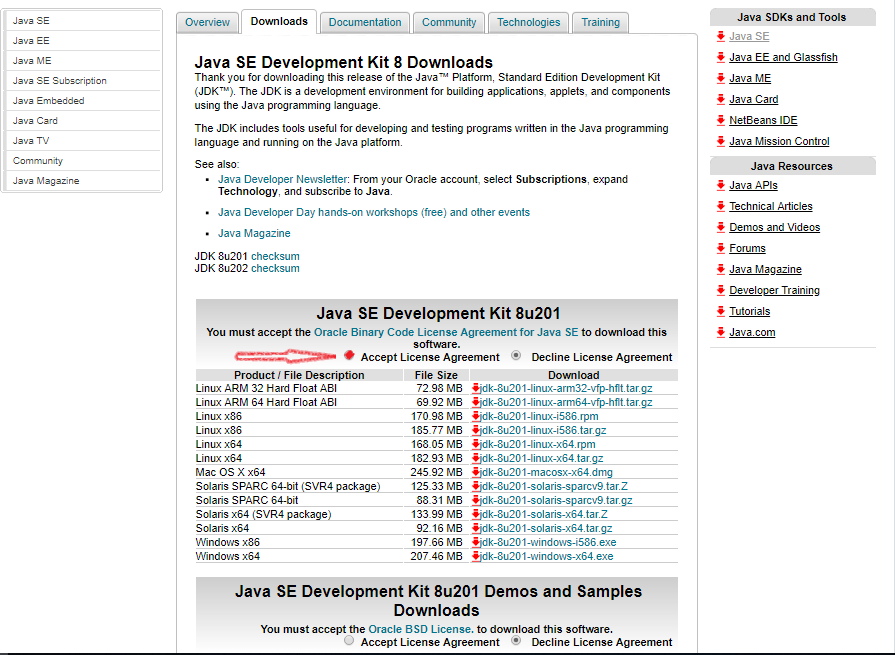 Java SE
Java EE
Java ME
Java SE Subscription
Java Embedded
Java Card
Java TV
Community
Java Magazine
Overview
Downloads
Documentation
Community
Technologies
Training
Java SE Development Kit 8 Downloads
Thank you for downloading this release of the Java™ Platform, Standard Edition Development Kit
(JDK™). The JDK is a development environment for building applications, applets, and components
using the Java programming language.
The JDK includes tools useful for developing and testing programs written in the Java programming
language and running on the Java platform.
See also:
Java Developer Newsletter: From your Oracle account, select Subscriptions, expand
Technology, and subscribe to Java.
Java Developer Day hands-on workshops (free) and other events
Java Magazine
JDK 8u201 checksum
JDK 8u202 checksum
Java SE Development Kit 8u201
You must accept the Oracle Binary Code License Agreement for Java SE to download this
software.
Accept License Agreement Decline License Agreement
Product / File Description File Size Download
Linux ARM 32 Hard Float ABI 72.98 MB jdk-8u201-linux-arm32-vfp-hflt.tar.gz
Linux ARM 64 Hard Float ABI 69.92 MB jdk-8u201-linux-arm64-vfp-hflt.tar.gz
Linux x86 170.98 MB jdk-8u201-linux-i586.rpm
Linux x86 185.77 MB jdk-8u201-linux-i586.tar.gz
Linux x64 168.05 MB jdk-8u201-linux-x64.rpm
Linux x64 182.93 MB jdk-8u201-linux-x64.tar.gz
Mac OS X x64 245.92 MB jdk-8u201-macosx-x64.dmg
Solaris SPARC 64-bit (SVR4 package) 125.33 MB jdk-8u201-solaris-sparcv9.tar.Z
Solaris SPARC 64-bit 88.31 MB jdk-8u201-solaris-sparcv9.tar.gz
Solaris x64 (SVR4 package) 133.99 MB jdk-8u201-solaris-x64.tar.Z
Solaris x64 92.16 MB jdk-8u201-solaris-x64.tar.gz
Windows x86 197.66 MB jdk-8u201-windows-i586.exe
Windows x64 207.46 MB jdk-8u201-windows-x64.exe
Java SE Development Kit 8u201 Demos and Samples
Downloads
You must accept the Oracle BSD License. to download this software.
Accept License Agreement Decline License Agreement
Java SDKs and Tools
Java SE
Java EE and Glassfish
Java ME
Java Card
NetBeans IDE
Java Mission Control
Java Resources
Java APIs
Technical Articles
Demos and Videos
Forums
Java Magazine
Developer Training
Tutorials
Java.com